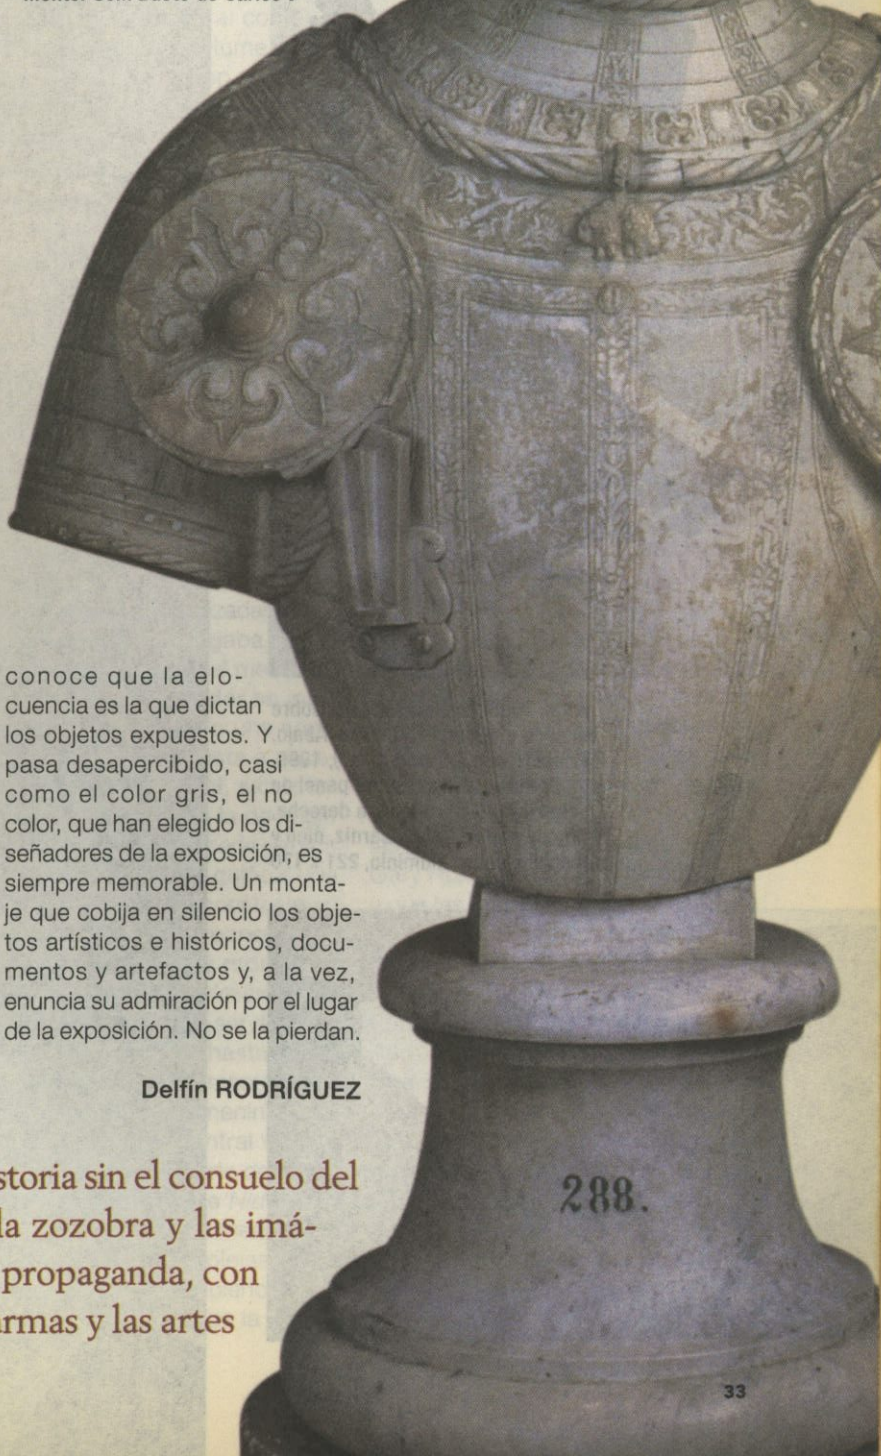 conoce que la elo-
cuencia es la que dictan
los objetos expuestos. Y
pasa desapercibido, casi
como el color gris, el no
color, que han elegido los di-
señadores de la exposición, es
siempre memorable. Un monta-
je que cobija en silencio los obje-
tos artísticos e históricos, docu-
mentos y artefactos y, a la vez,
enuncia su admiración por el lugar
de la exposición. No se la pierdan.
Delfín RODRÍGUEZ
storia sin el consuelo del
la zozobra y las imá-
propaganda, con
rmas y las artes
288.
33